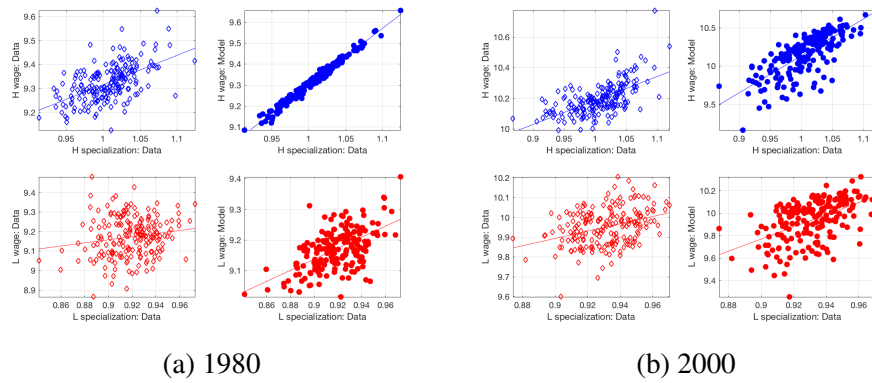 9.6
9.5
9.4
9.3
9.2
H wage: Data
0.95 1 1.05 1.1
H specialization: Data
9.6
9.5
9.4
9.3
9.2
9.1
H wage: Model
0.95 1 1.05 1.1
H specialization: Data
9.4
9.3
9.2
9.1
9
8.9
L wage: Data
0.86 0.88 0.9 0.92 0.94 0.96
L specialization: Data
9.4
9.3
9.2
9.1
L wage: Model
0.86 0.88 0.9 0.92 0.94 0.96
L specialization: Data
(a) 1980
10.6
10.4
10.2
10
H wage: Data
0.9 0.95 1 1.05 1.1
H specialization: Data
10.5
10
9.5
H wage: Model
0.9 0.95 1 1.05 1.1
H specialization: Data
10.2
10.1
10
9.9
9.8
9.7
9.6
L wage: Data
0.88 0.9 0.92 0.94 0.96
L specialization: Data
10.2
10
9.8
9.6
9.4
L wage: Model
0.88 0.9 0.92 0.94 0.96
L specialization: Data
(b) 2000